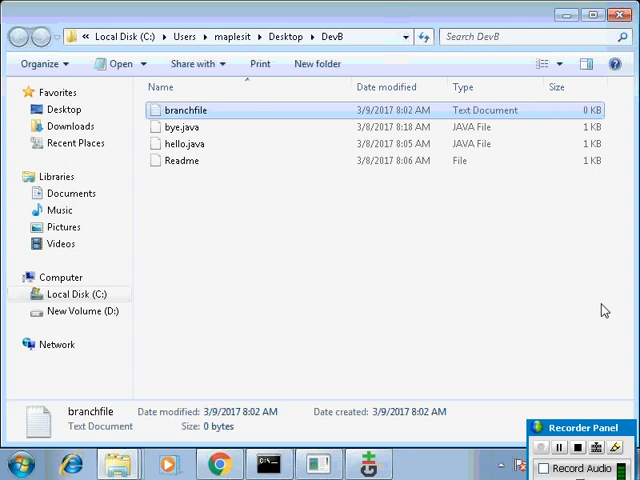 « Local Disk (C:) ▸ Users ▸ maplesit ▸ Desktop ▸ DevB
Search DevB
Organize Open Share with Print New folder
Name Date modified Type Size
Favorites
Desktop
Downloads
Recent Places
Libraries
Documents
Music
Pictures
Videos
Computer
Local Disk (C:)
New Volume (D:)
Network
branchfile 3/9/2017 8:02 AM Text Document 0 KB
bye.java 3/8/2017 8:18 AM JAVA File 1 KB
hello.java 3/8/2017 8:05 AM JAVA File 1 KB
Readme 3/8/2017 8:06 AM File 1 KB
branchfile Date modified: 3/9/2017 8:02 AM Date created: 3/9/2017 8:02 AM
Text Document Size: 0 bytes
Recorder Panel
Record Audio